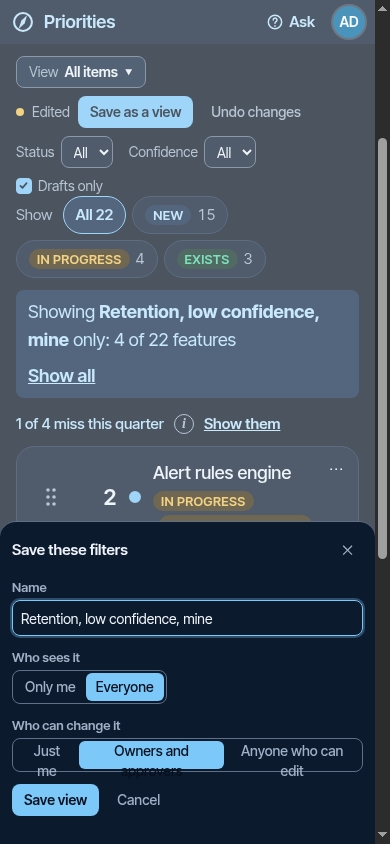 Priorities
Ask
AD
View All items
Edited Save as a view Undo changes
Status All Confidence All
Drafts only
Show All 22 NEW 15
IN PROGRESS 4 EXISTS 3
Showing Retention, low confidence,
mine only: 4 of 22 features
Show all
1 of 4 miss this quarter i Show them
Alert rules engine ...
2
IN PROGRESS
Save these filters
Name
Retention, low confidence, mine
Who sees it
Only me Everyone
Who can change it
Just me
Owners and approvers
Anyone who can edit
Save view Cancel